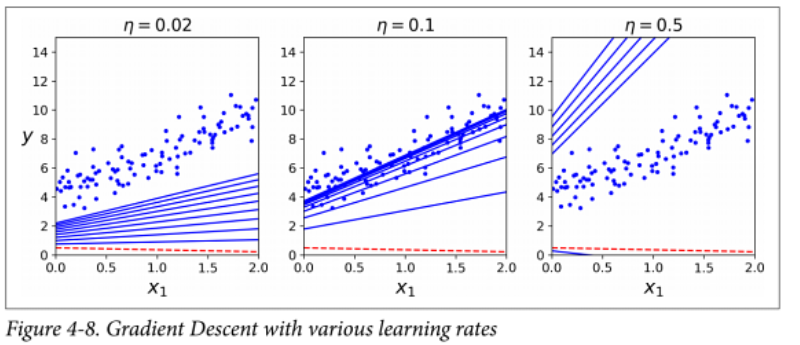 η = 0.02
η = 0.1
η = 0.5
14
12
10
8
6
4
2
0
y
0.0 0.5 1.0 1.5 2.0
x₁
14
12
10
8
6
4
2
0
0.0 0.5 1.0 1.5 2.0
x₁
14
12
10
8
6
4
2
0
0.0 0.5 1.0 1.5 2.0
x₁
Figure 4-8. Gradient Descent with various learning rates